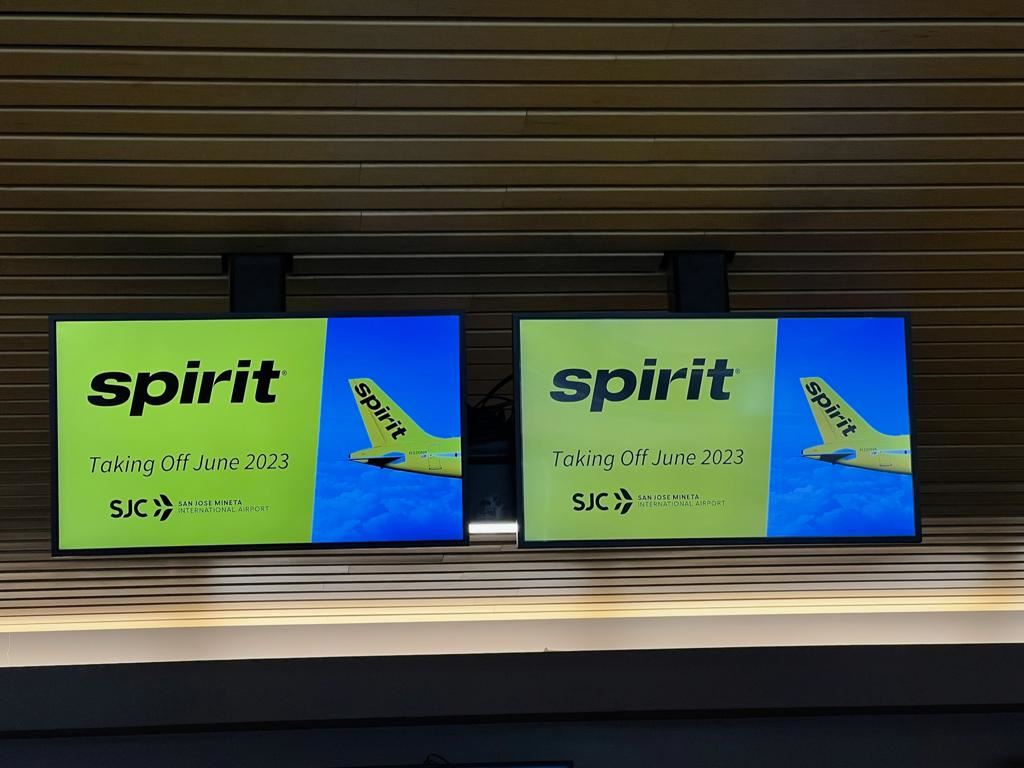 spirit®
Taking Off June 2023
SJC
SAN JOSE MINETA
INTERNATIONAL AIRPORT
spirit
spirit®
Taking Off June 2023
SJC
SAN JOSE MINETA
INTERNATIONAL AIRPORT
spirit